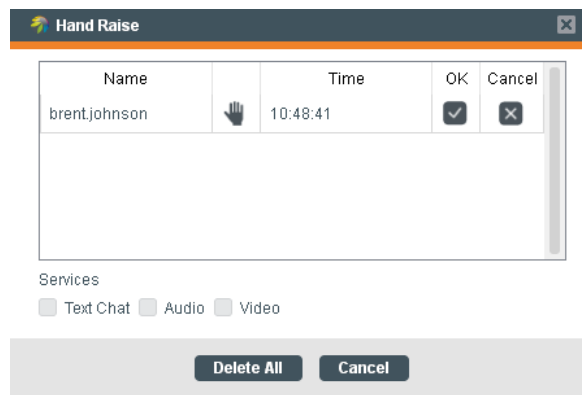 Hand Raise
Name Time OK Cancel
brent.johnson 10:48:41
Services
Text Chat Audio Video
Delete All Cancel